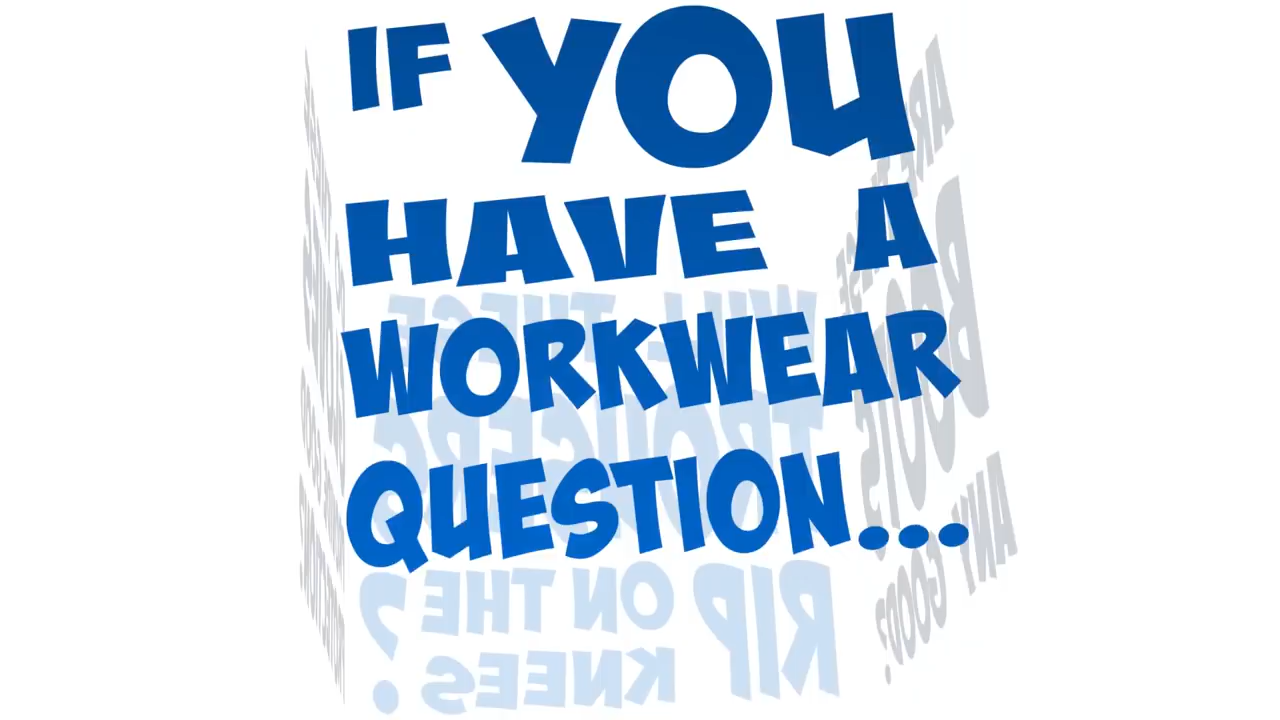 IF YOU
HAVE A
WORKWEAR
QUESTION...
WILL THESE
TROUSERS
RIP ON THE
KNEES?
ARE THESE
BOOTS
ANY GOOD?